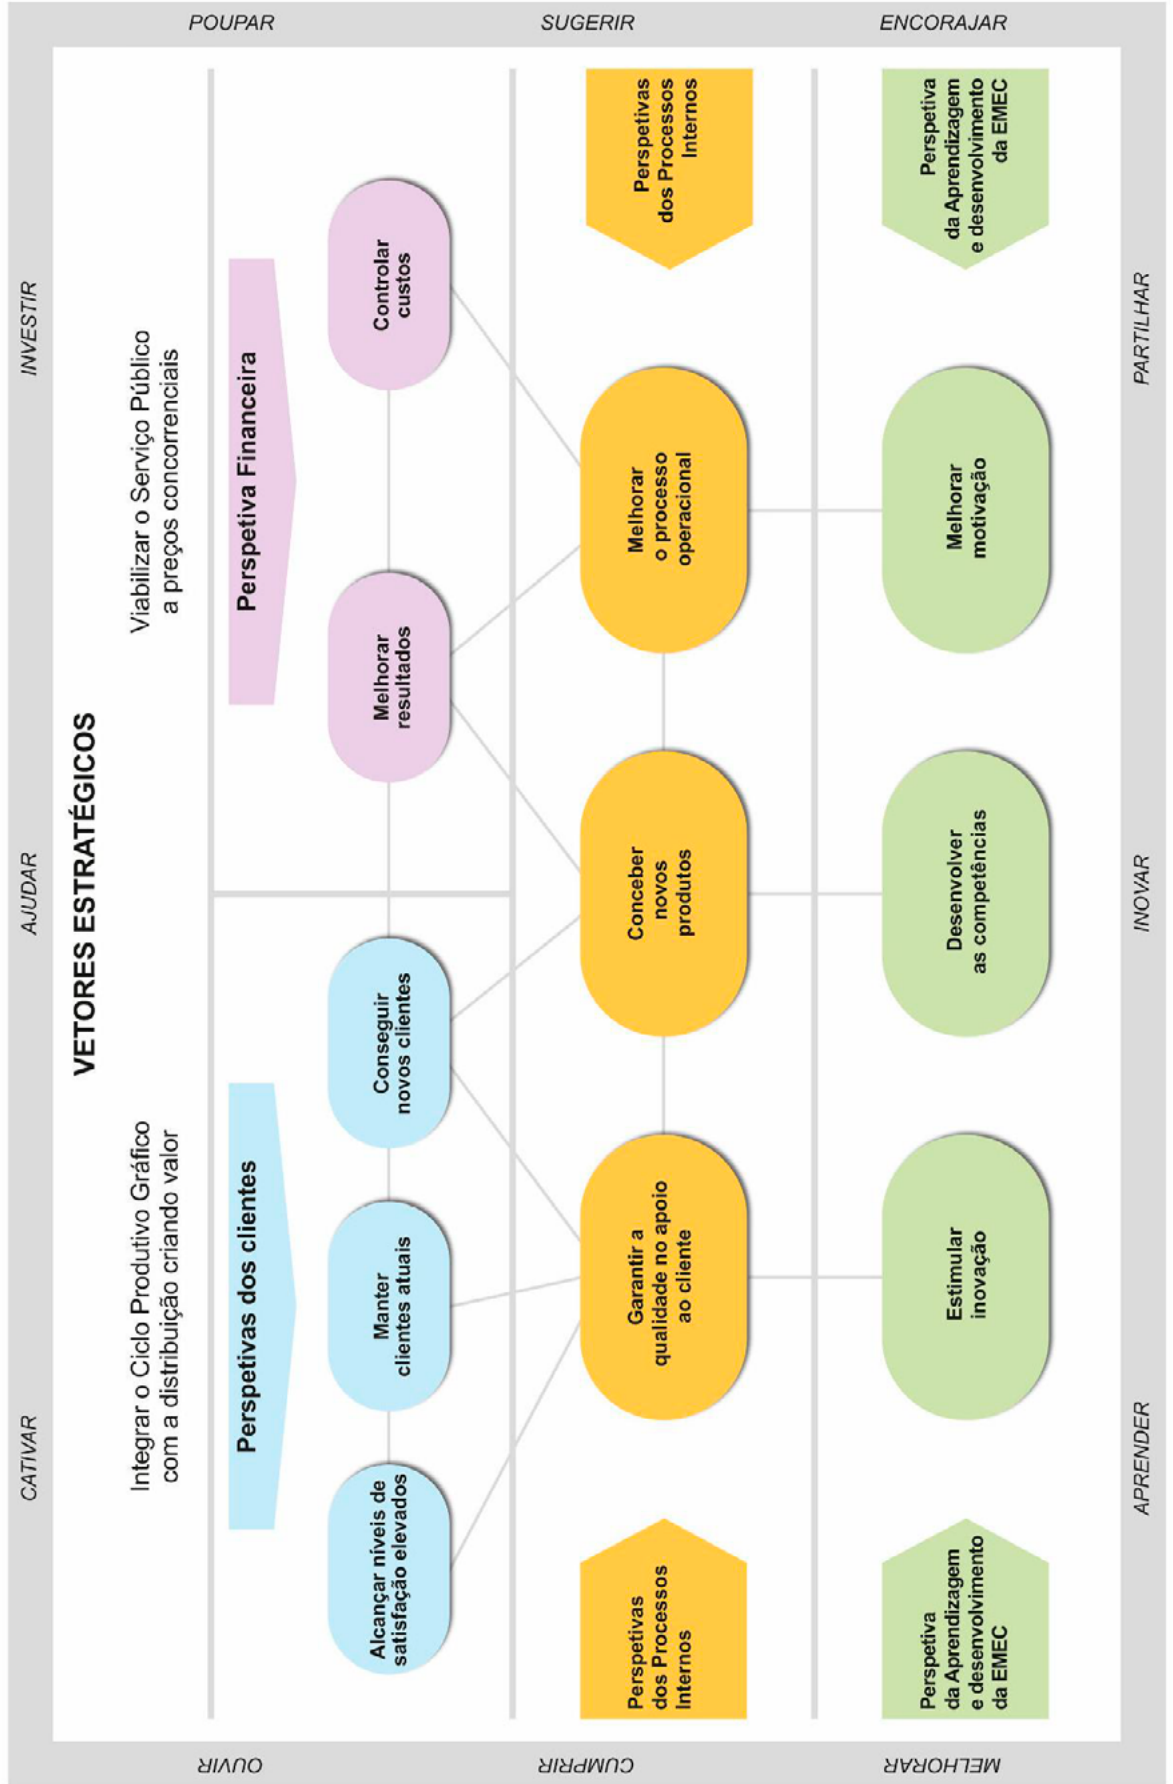 CATIVAR
AJUDAR
INVESTIR
VETORES ESTRATÉGICOS
Integrar o Ciclo Produtivo Gráfico
com a distribuição criando valor
Viabilizar o Serviço Público
a preços concorrenciais
OUVIR
POUPAR
Perspetivas dos clientes
Perspetiva Financeira
Alcançar níveis de
satisfação elevados
Manter
clientes atuais
Conseguir
novos clientes
Melhorar
resultados
Controlar
custos
CUMPRIR
SUGERIR
Perspetivas
dos Processos
Internos
Garantir a
qualidade no apoio
ao cliente
Conceber
novos
produtos
Melhorar
o processo
operacional
Perspetivas
dos Processos
Internos
MELHORAR
ENCORAJAR
Perspetiva
da Aprendizagem
e desenvolvimento
da EMEC
Estimular
inovação
Desenvolver
as competências
Melhorar
motivação
Perspetiva
da Aprendizagem
e desenvolvimento
da EMEC
APRENDER
INOVAR
PARTILHAR